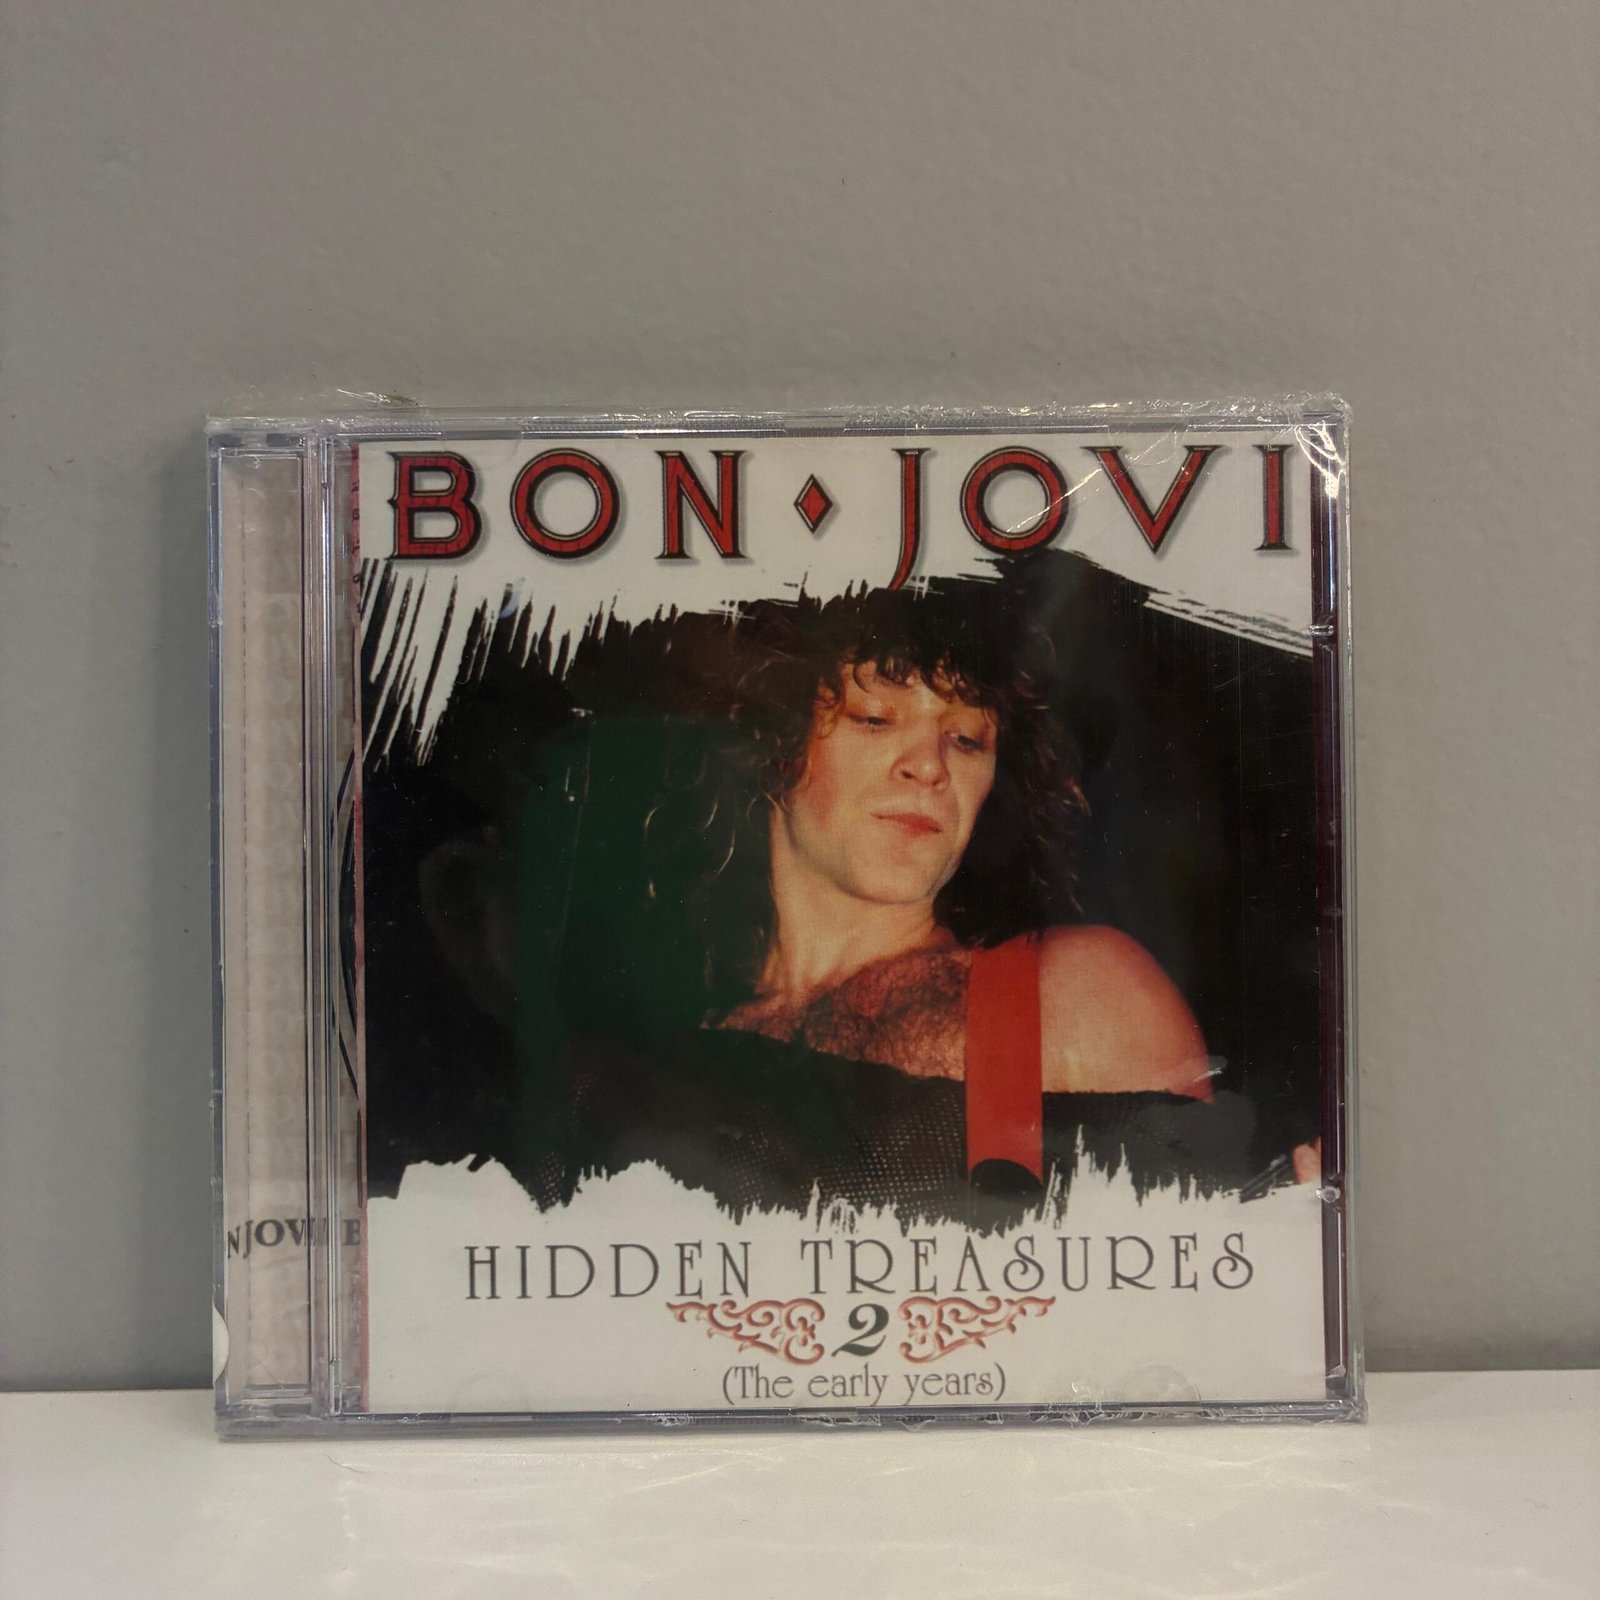 BON♦JOVI
NJOVI B
HIDDEN TREASURES
2
(The early years)